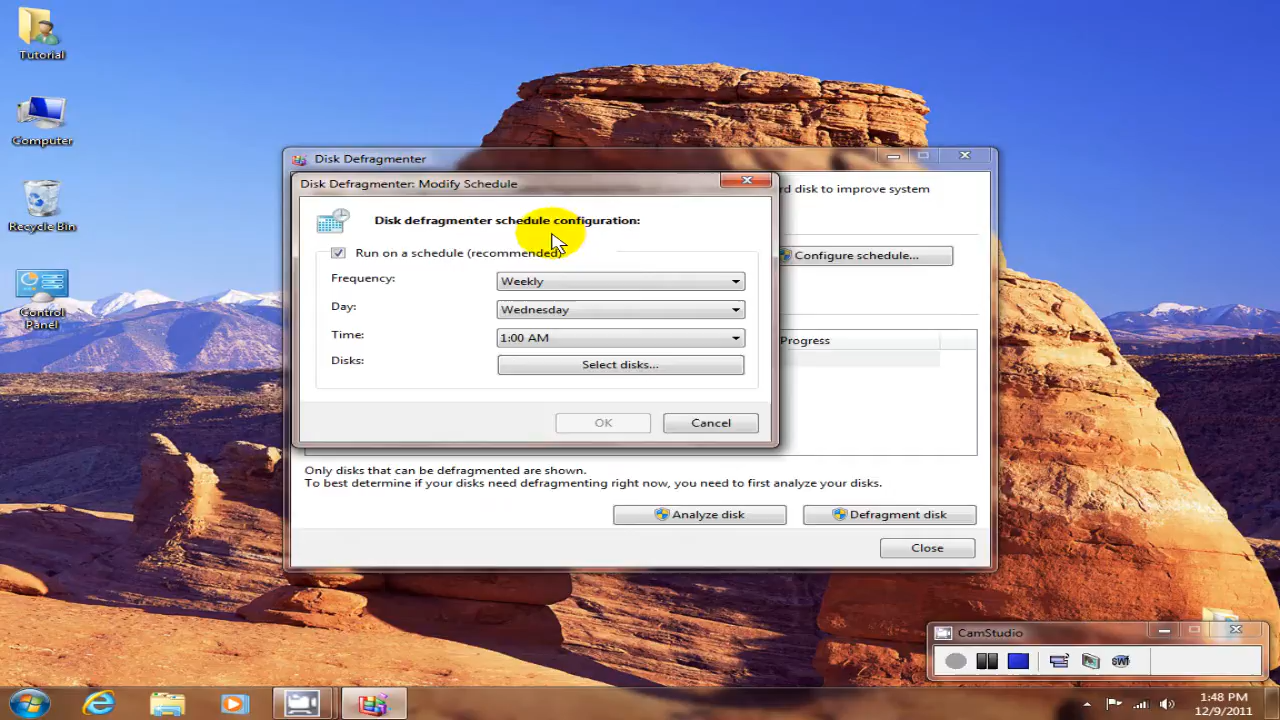 Tutorial
Computer
Recycle Bin
Control
Panel
Disk Defragmenter
Disk Defragmenter: Modify Schedule
rd disk to improve system
Disk defragmenter schedule configuration:
Run on a schedule (recommended)
Configure schedule...
Frequency:
Weekly
Day:
Wednesday
Time:
1:00 AM
Progress
Disks:
Select disks...
OK
Cancel
Only disks that can be defragmented are shown.
To best determine if your disks need defragmenting right now, you need to first analyze your disks.
Analyze disk
Defragment disk
Close
CamStudio
SWF
1:48 PM
12/9/2011